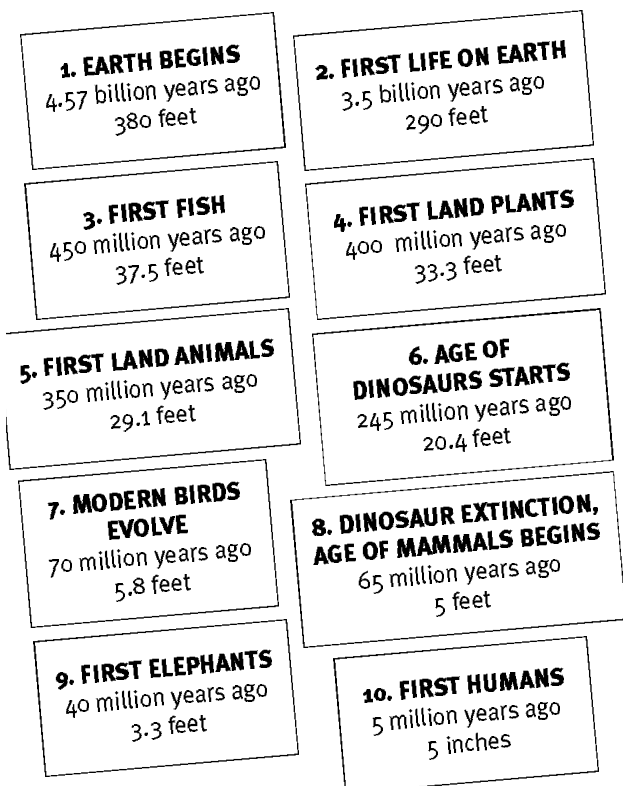 1. EARTH BEGINS
4.57 billion years ago
380 feet
2. FIRST LIFE ON EARTH
3.5 billion years ago
290 feet
3. FIRST FISH
450 million years ago
37.5 feet
4. FIRST LAND PLANTS
400 million years ago
33.3 feet
5. FIRST LAND ANIMALS
350 million years ago
29.1 feet
6. AGE OF
DINOSAURS STARTS
245 million years ago
20.4 feet
7. MODERN BIRDS
EVOLVE
70 million years ago
5.8 feet
8. DINOSAUR EXTINCTION,
AGE OF MAMMALS BEGINS
65 million years ago
5 feet
9. FIRST ELEPHANTS
40 million years ago
3.3 feet
10. FIRST HUMANS
5 million years ago
5 inches